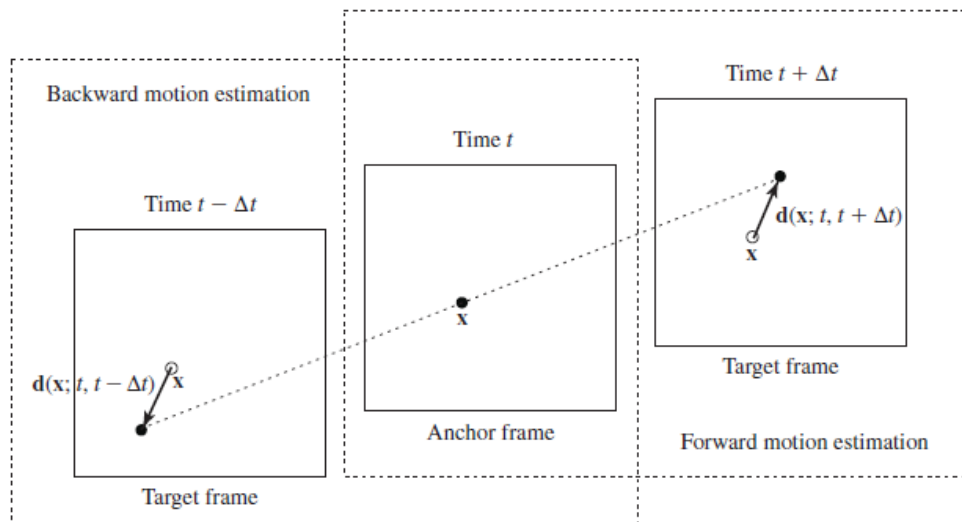 Backward motion estimation
Time t − Δt
d(x; t, t − Δt)
x
Target frame
Time t
x
Anchor frame
Time t + Δt
d(x; t, t + Δt)
x
Target frame
Forward motion estimation